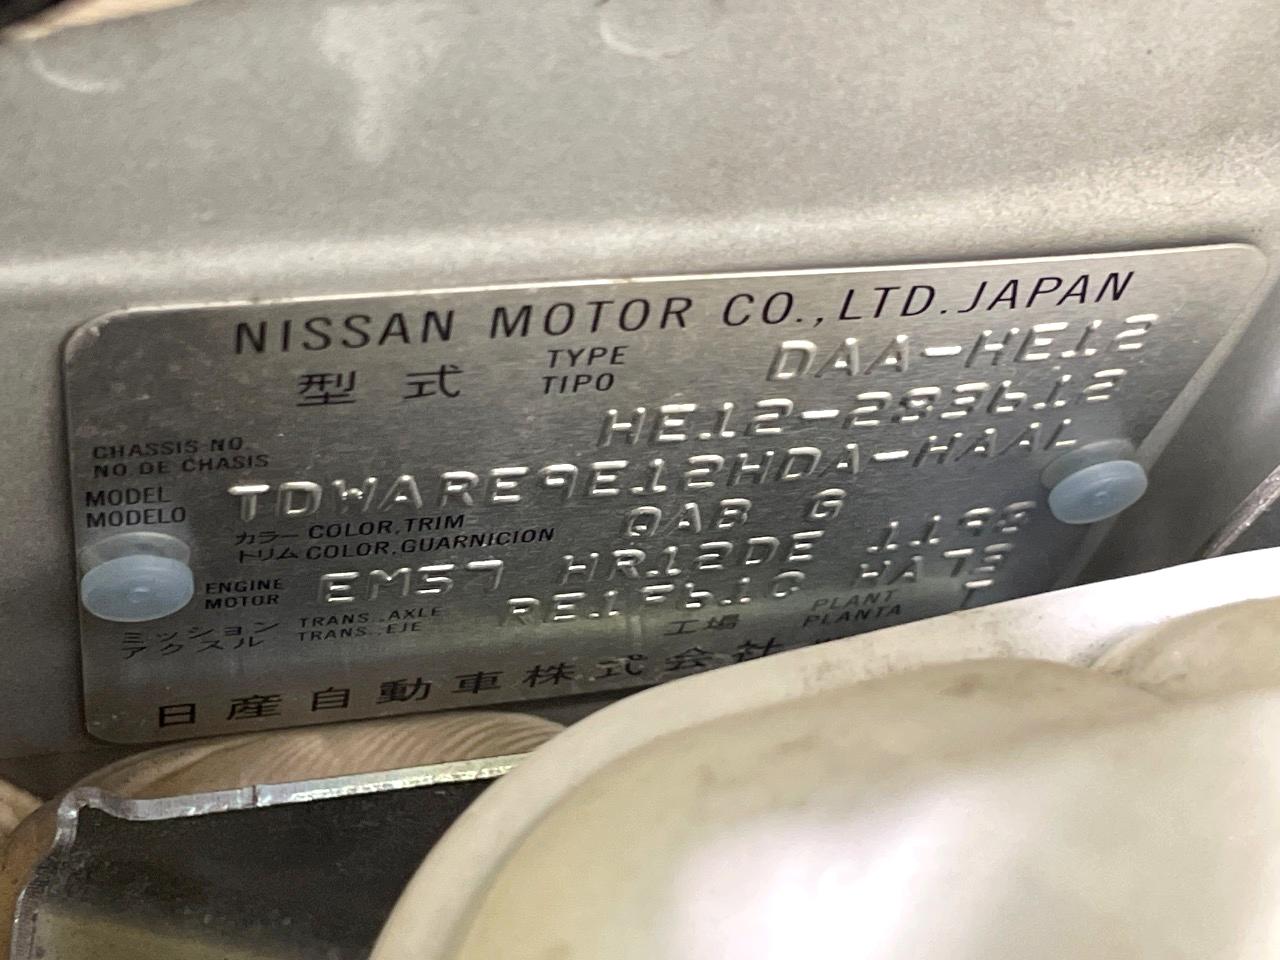 NISSAN MOTOR CO., LTD. JAPAN
型式 TYPE TIPO DAA-HE12
CHASSIS NO. NO DE CHASIS HE12-283612
MODEL MODELO TDWARE9E12HDA-HAAL
カラー トリム COLOR,TRIM COLOR,GUARNICION QAB G
ENGINE MOTOR EM57 HR12DE 1198
ミッション アクスル TRANS.,AXLE TRANS.,EJE RE1F61C HA73
工場 PLANT PLANTA
日産自動車株式会社